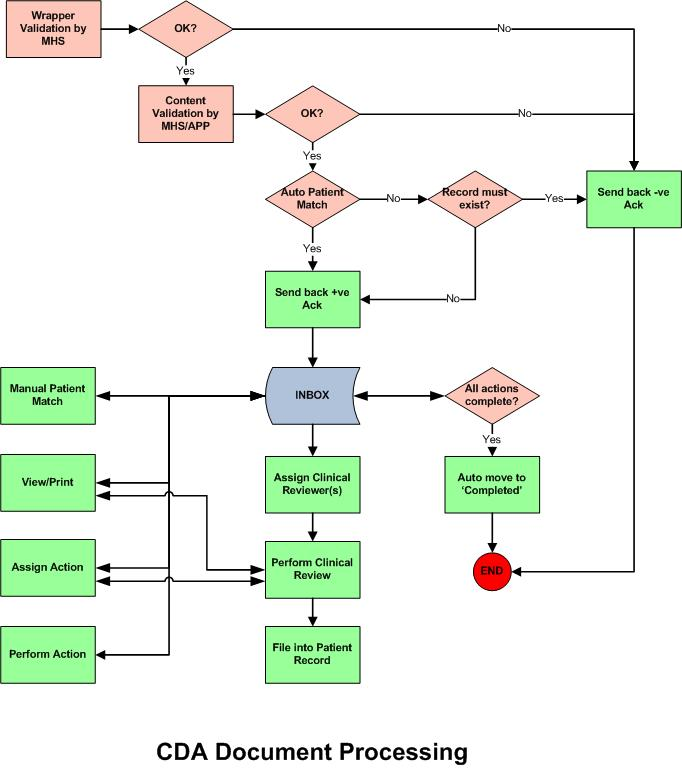 Wrapper
Validation by
MHS
OK?
No
Yes
Content
Validation by
MHS/APP
OK?
No
Yes
Auto Patient
Match
No
Record must
exist?
Yes
Send back -ve
Ack
Yes
Send back +ve
Ack
No
Manual Patient
Match
INBOX
All actions
complete?
Yes
View/Print
Assign Clinical
Reviewer(s)
Auto move to
‘Completed’
Assign Action
Perform Clinical
Review
END
Perform Action
File into Patient
Record
CDA Document Processing